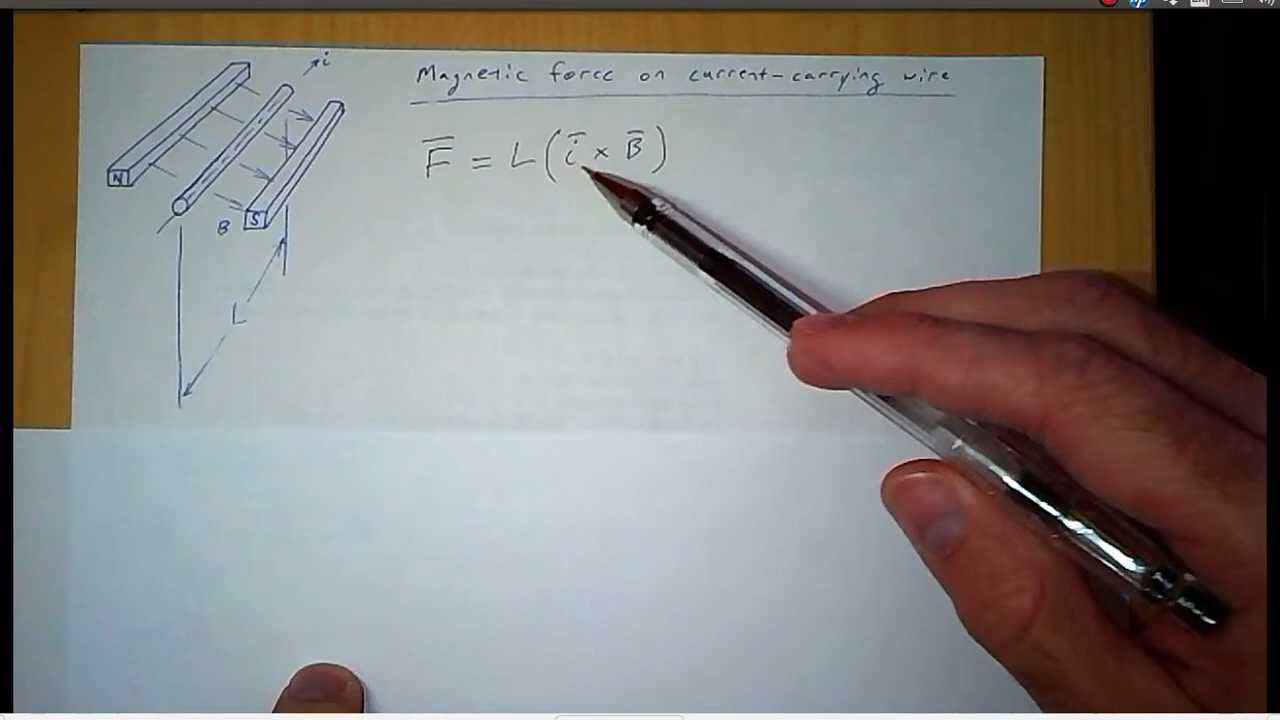 Magnetic force on current-carrying wire
i
F̅ = L(i̅ × B̅)
N
S
B
L